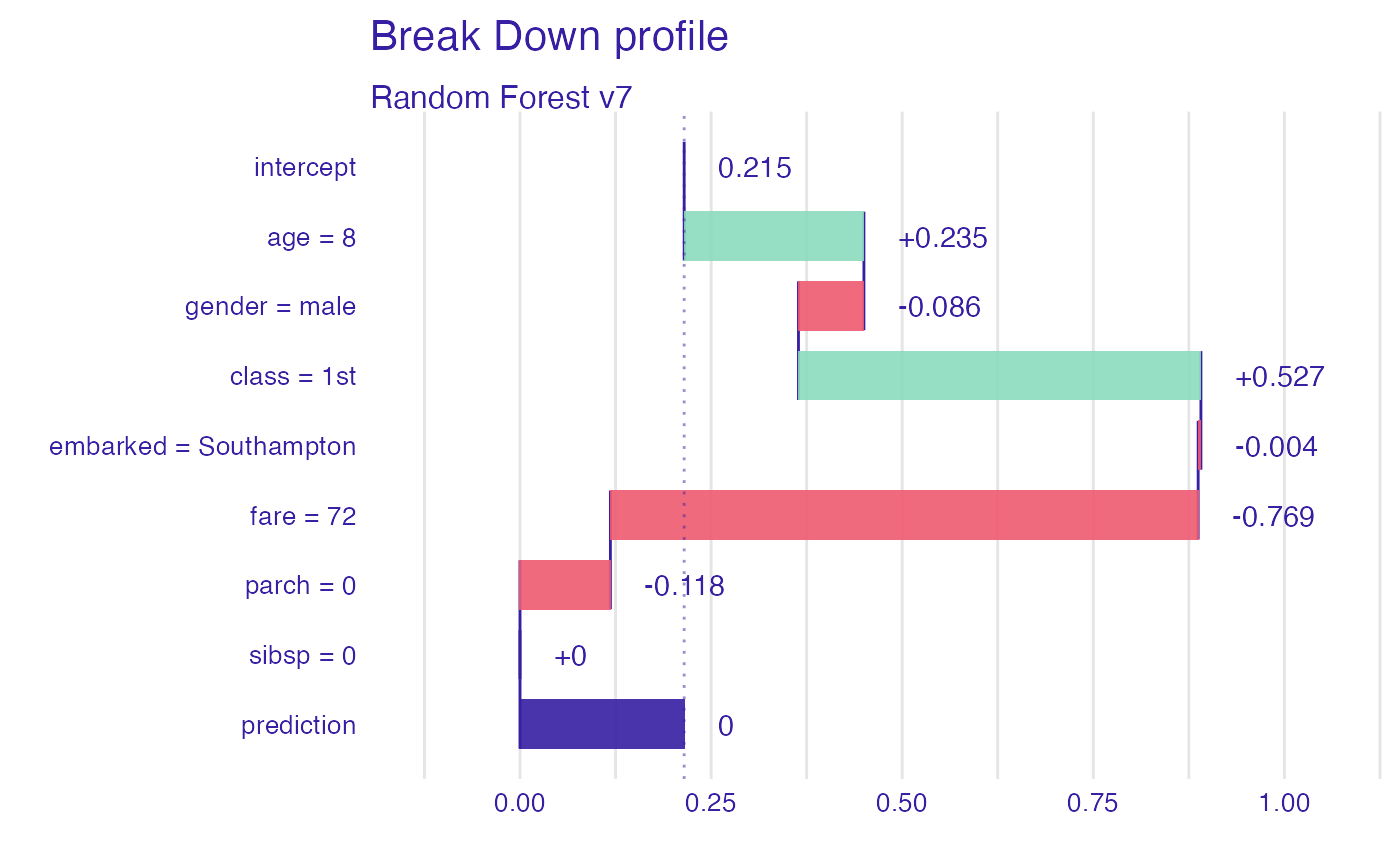 Break Down profile
Random Forest v7
intercept 0.215
age = 8 +0.235
gender = male -0.086
class = 1st +0.527
embarked = Southampton -0.004
fare = 72 -0.769
parch = 0 -0.118
sibsp = 0 +0
prediction 0
0.00 0.25 0.50 0.75 1.00